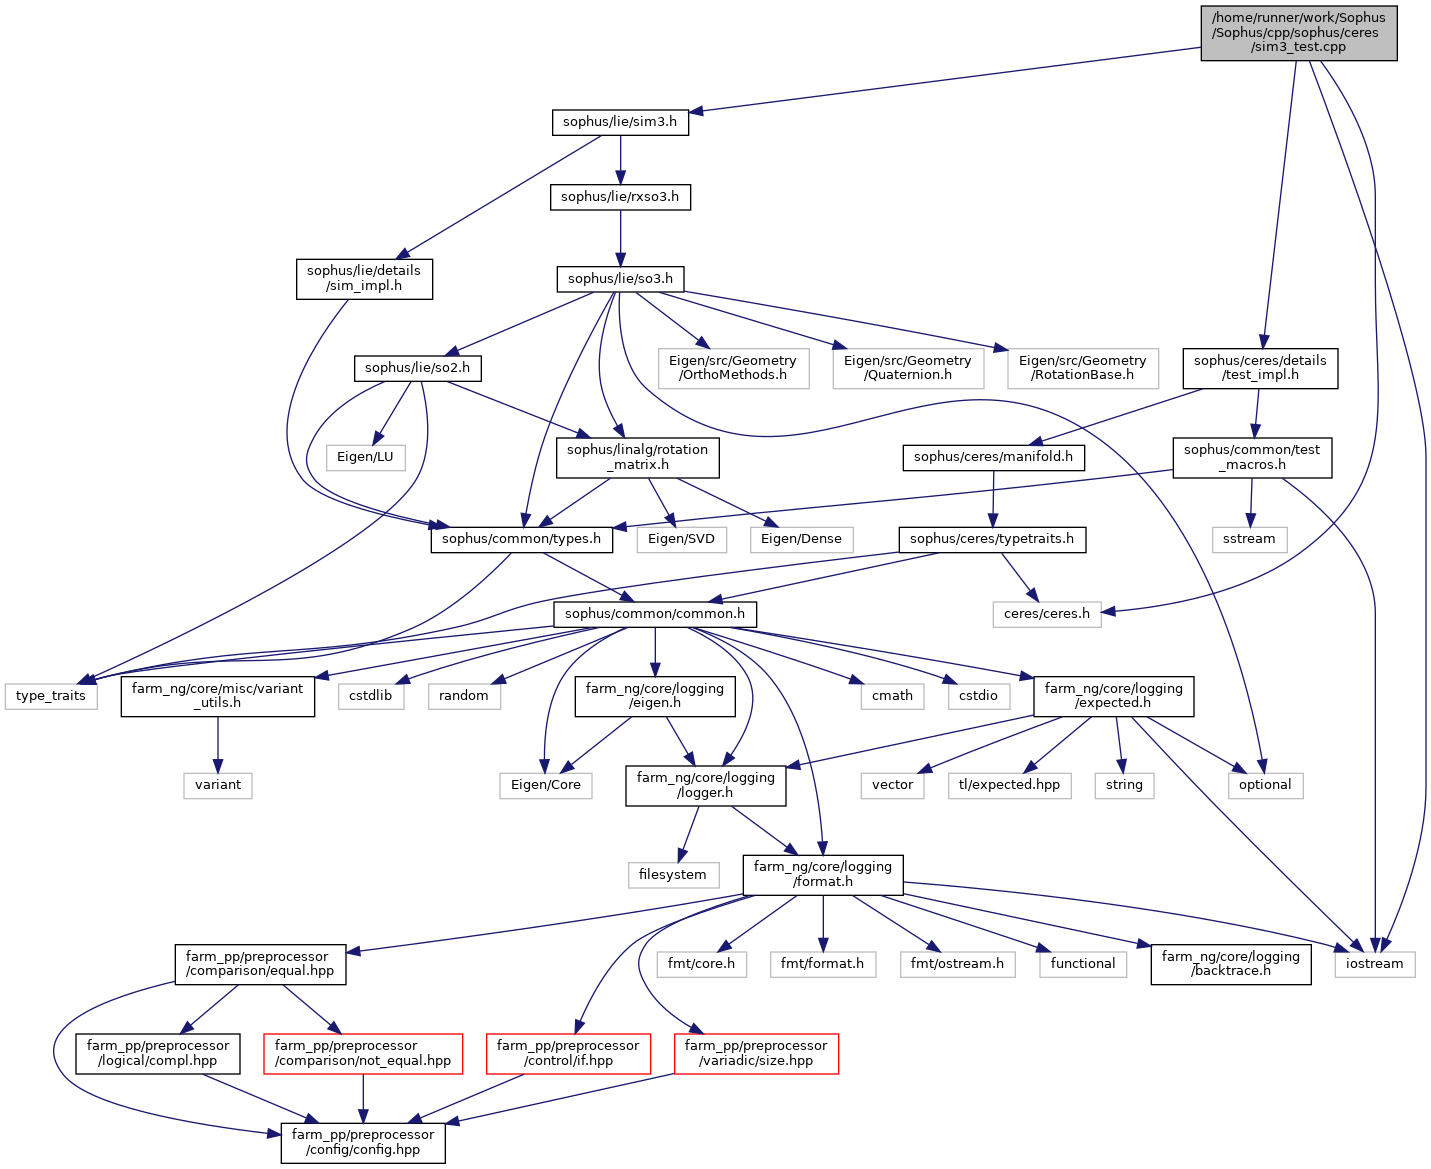 /home/runner/work/Sophus
/Sophus/cpp/sophus/ceres
/sim3_test.cpp
sophus/lie/sim3.h
sophus/lie/rxso3.h
sophus/lie/details
/sim_impl.h
sophus/lie/so3.h
sophus/lie/so2.h
Eigen/src/Geometry
/OrthoMethods.h
Eigen/src/Geometry
/Quaternion.h
Eigen/src/Geometry
/RotationBase.h
sophus/ceres/details
/test_impl.h
Eigen/LU
sophus/linalg/rotation
_matrix.h
sophus/ceres/manifold.h
sophus/common/test
_macros.h
sophus/common/types.h
Eigen/SVD
Eigen/Dense
sophus/ceres/typetraits.h
sstream
sophus/common/common.h
ceres/ceres.h
type_traits
farm_ng/core/misc/variant
_utils.h
cstdlib
random
farm_ng/core/logging
/eigen.h
cmath
cstdio
farm_ng/core/logging
/expected.h
variant
Eigen/Core
farm_ng/core/logging
/logger.h
vector
tl/expected.hpp
string
optional
filesystem
farm_ng/core/logging
/format.h
farm_pp/preprocessor
/comparison/equal.hpp
fmt/core.h
fmt/format.h
fmt/ostream.h
functional
farm_ng/core/logging
/backtrace.h
iostream
farm_pp/preprocessor
/logical/compl.hpp
farm_pp/preprocessor
/comparison/not_equal.hpp
farm_pp/preprocessor
/control/if.hpp
farm_pp/preprocessor
/variadic/size.hpp
farm_pp/preprocessor
/config/config.hpp